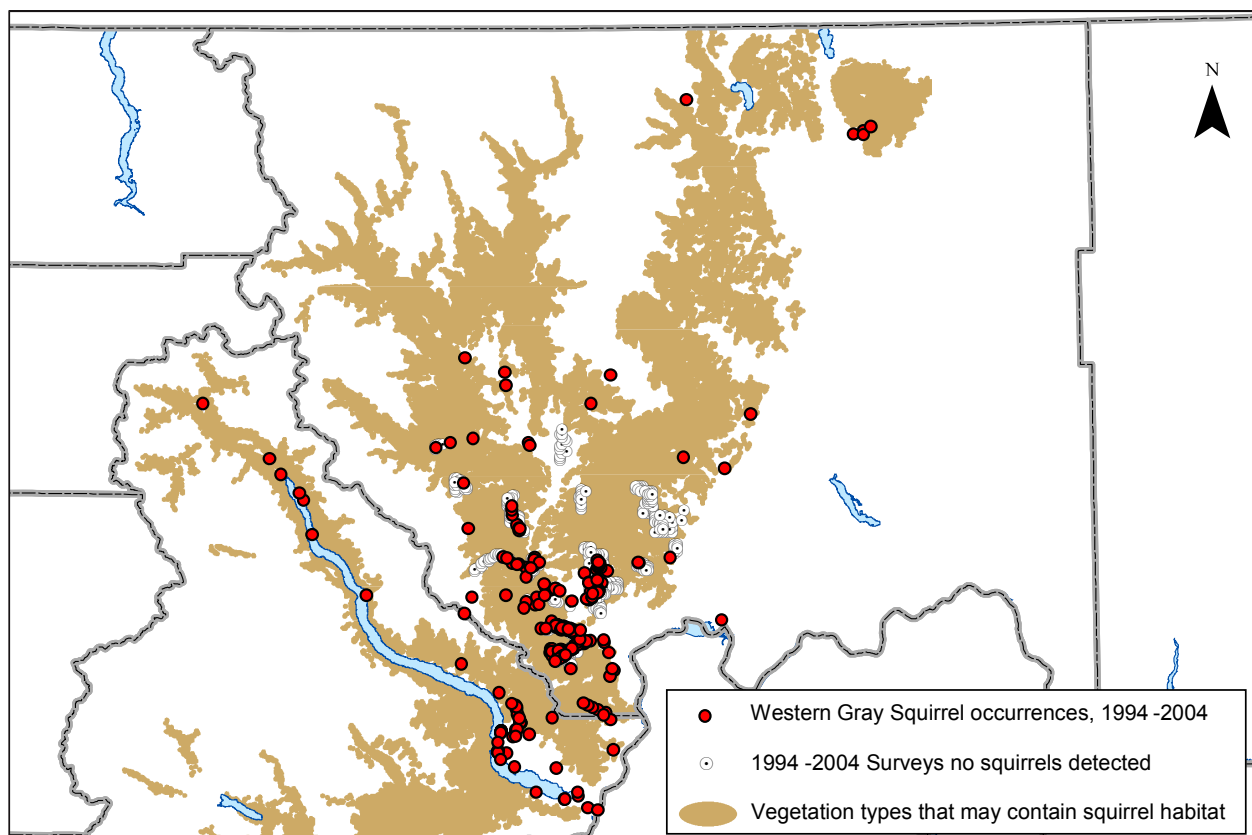 N
Western Gray Squirrel occurrences, 1994 -2004
1994 -2004 Surveys no squirrels detected
Vegetation types that may contain squirrel habitat